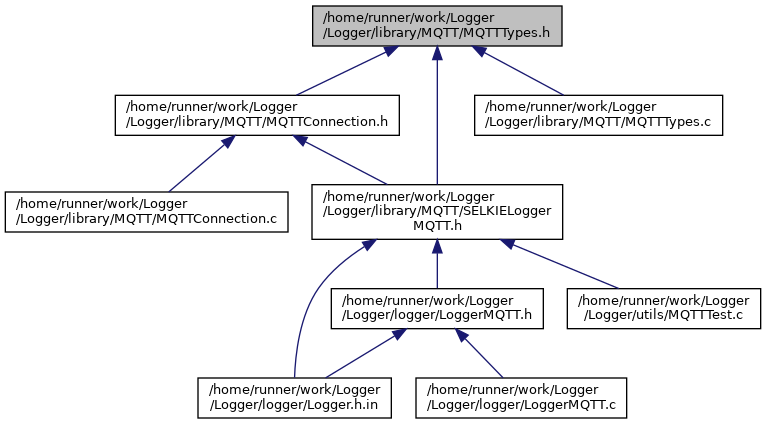 /home/runner/work/Logger
/Logger/library/MQTT/MQTTTypes.h
/home/runner/work/Logger
/Logger/library/MQTT/MQTTConnection.h
/home/runner/work/Logger
/Logger/library/MQTT/MQTTTypes.c
/home/runner/work/Logger
/Logger/library/MQTT/MQTTConnection.c
/home/runner/work/Logger
/Logger/library/MQTT/SELKIELogger
MQTT.h
/home/runner/work/Logger
/Logger/logger/LoggerMQTT.h
/home/runner/work/Logger
/Logger/utils/MQTTTest.c
/home/runner/work/Logger
/Logger/logger/Logger.h.in
/home/runner/work/Logger
/Logger/logger/LoggerMQTT.c